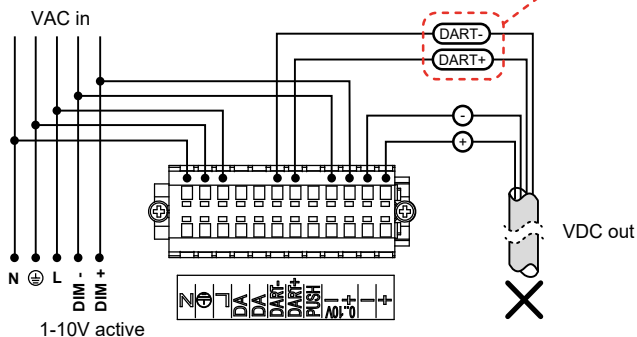 VAC in
DART-
DART+
-
+
VDC out
N
L
DIM -
DIM +
1-10V active
N
L
DA
DA
DART-
DART+
PUSH
-
+
0..10V
-
+